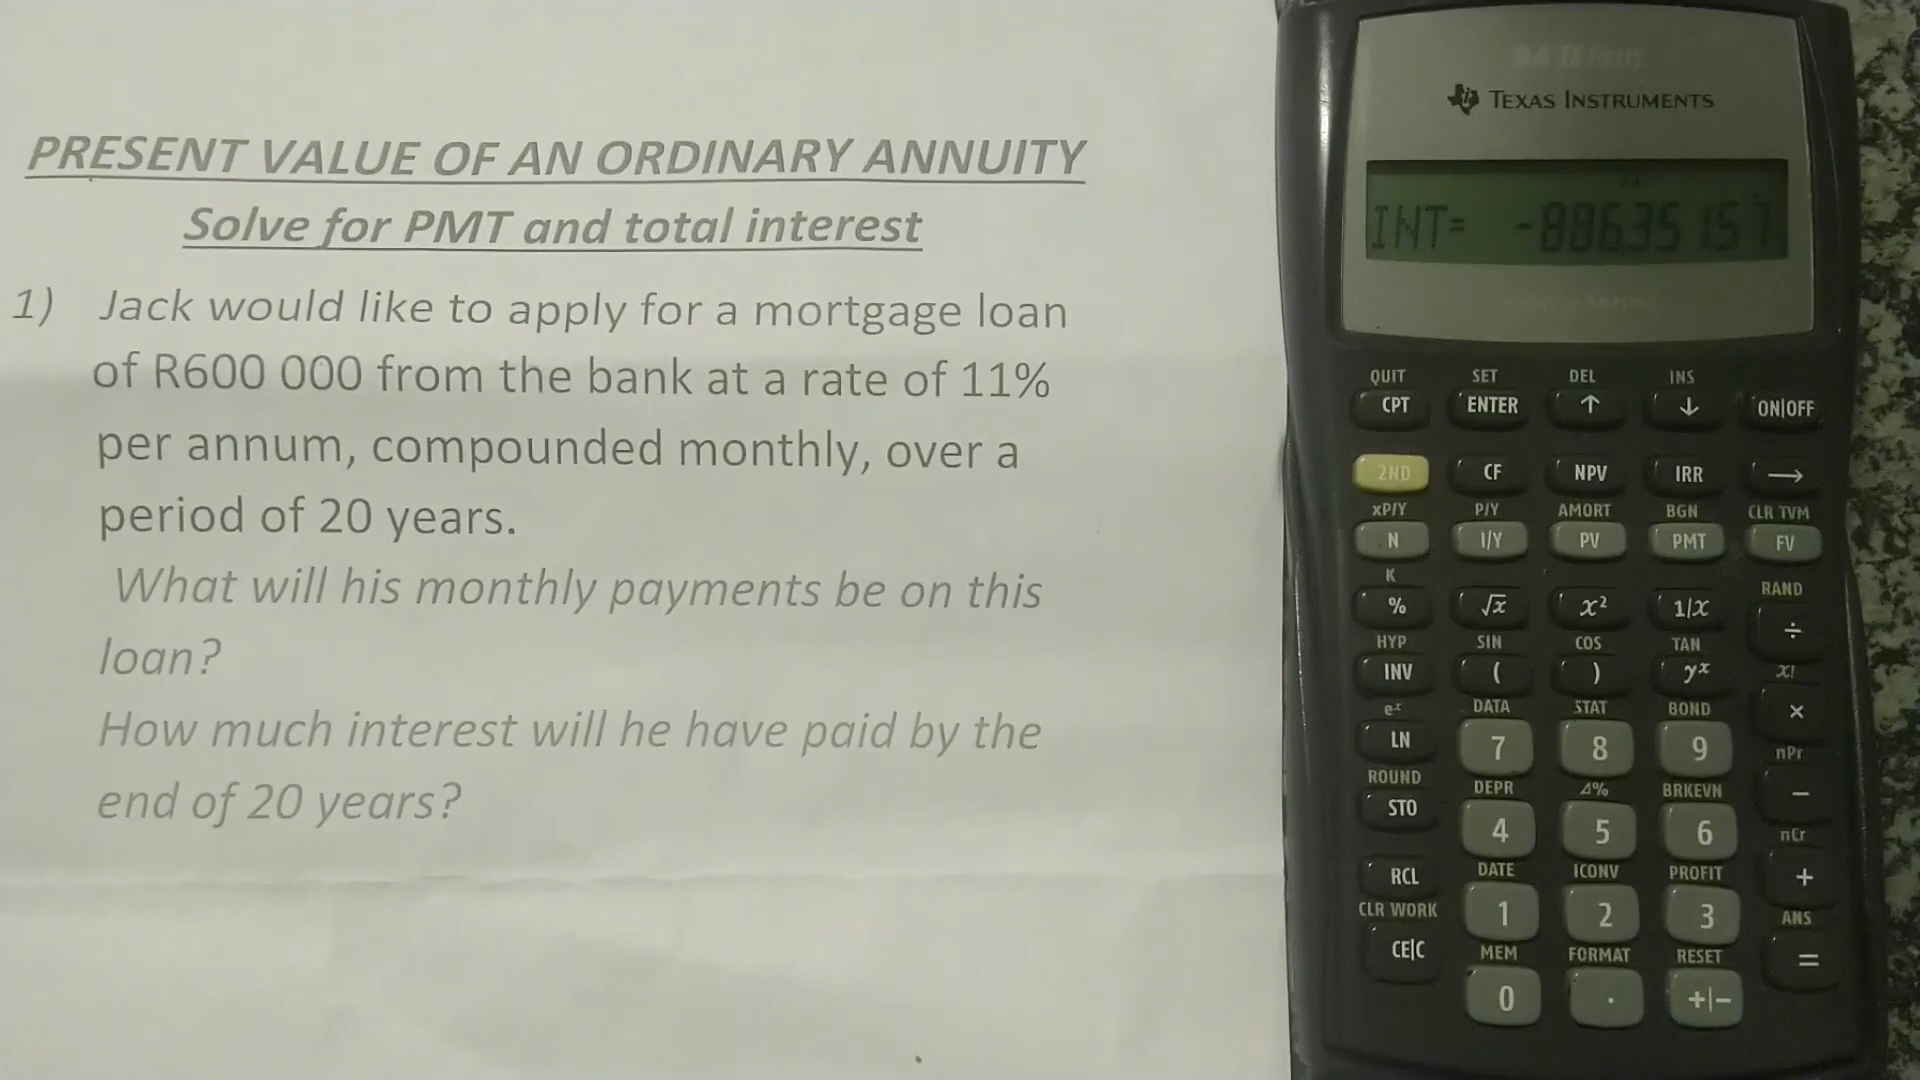 PRESENT VALUE OF AN ORDINARY ANNUITY
Solve for PMT and total interest
1) Jack would like to apply for a mortgage loan
of R600 000 from the bank at a rate of 11%
per annum, compounded monthly, over a
period of 20 years.
What will his monthly payments be on this
loan?
How much interest will he have paid by the
end of 20 years?
TEXAS INSTRUMENTS
INT=
QUIT SET DEL INS
CPT ENTER ↑ ↓ ON|OFF
2ND CF NPV IRR →
xP/Y P/Y AMORT BGN CLR TVM
N I/Y PV PMT FV
K RAND
% √x x² 1/x ÷
HYP SIN COS TAN x!
INV ( ) yˣ ×
eˣ DATA STAT BOND nPr
LN 7 8 9 −
ROUND DEPR Δ% BRKEVN nCr
STO 4 5 6 +
DATE ICONV PROFIT
RCL 1 2 3
CLR WORK ANS
CE|C =
MEM FORMAT RESET
0 . +|−